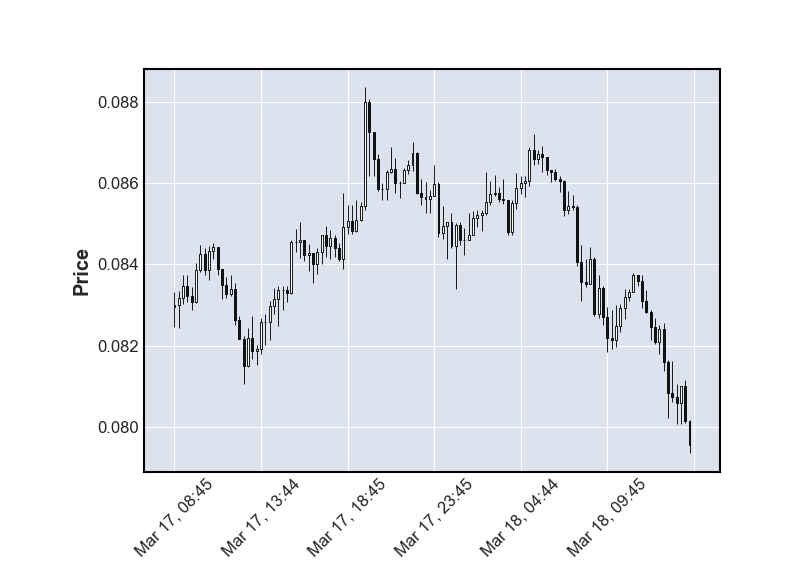 0.088
0.086
0.084
0.082
0.080
Price
Mar 17, 08:45
Mar 17, 13:44
Mar 17, 18:45
Mar 17, 23:45
Mar 18, 04:44
Mar 18, 09:45